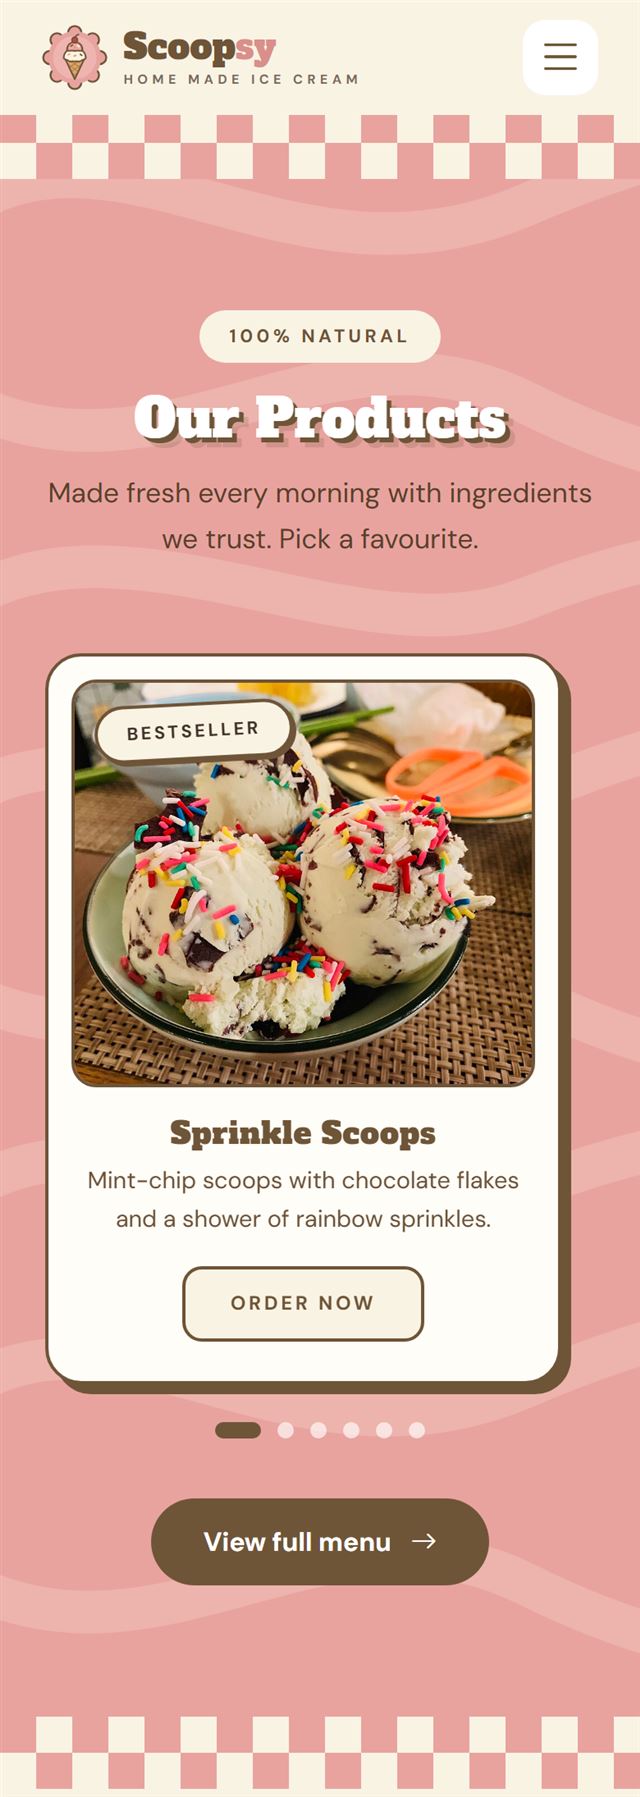 Scoopsy
HOME MADE ICE CREAM
100% NATURAL
Our Products
Made fresh every morning with ingredients
we trust. Pick a favourite.
BESTSELLER
Sprinkle Scoops
Mint-chip scoops with chocolate flakes
and a shower of rainbow sprinkles.
ORDER NOW
View full menu →